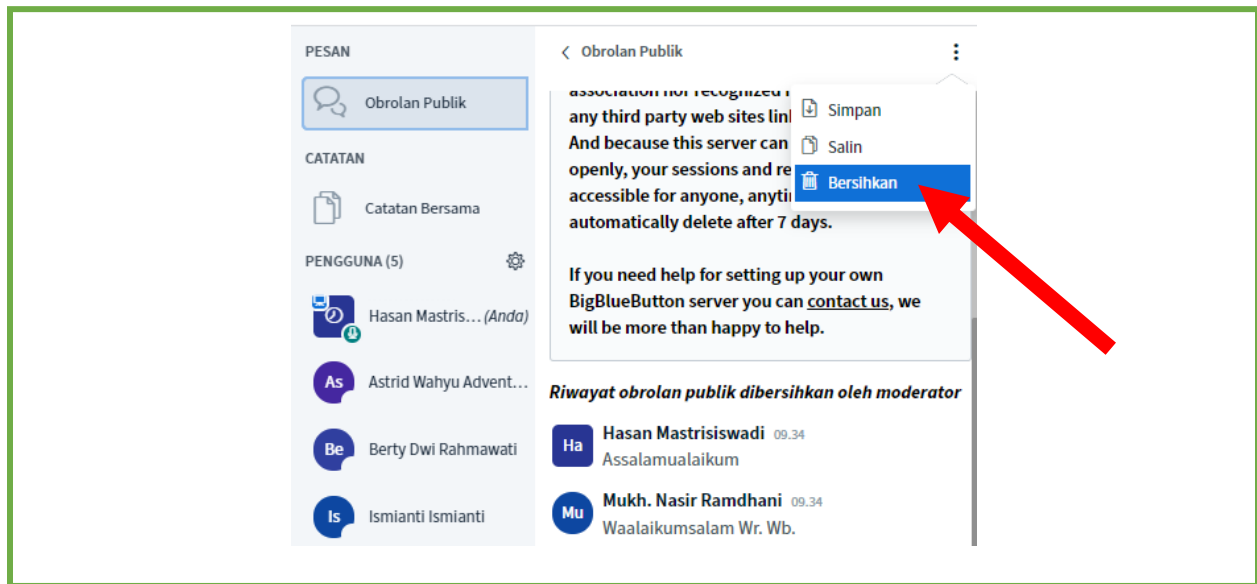 PESAN
Obrolan Publik
CATATAN
Catatan Bersama
PENGGUNA (5)
Hasan Mastris... (Anda)
As
Astrid Wahyu Advent...
Be
Berty Dwi Rahmawati
Is
Ismianti Ismianti
Obrolan Publik
Simpan
Salin
Bersihkan
association nor recognized
any third party web sites
And because this server can
openly, your sessions and
accessible for anyone,
automatically delete after 7 days.
If you need help for setting up your own
BigBlueButton server you can contact us, we
will be more than happy to help.
Riwayat obrolan publik dibersihkan oleh moderator
Ha
Hasan Mastrisiswadi 09.34
Assalamualaikum
Mu
Mukh. Nasir Ramdhani 09.34
Waalaikumsalam Wr. Wb.